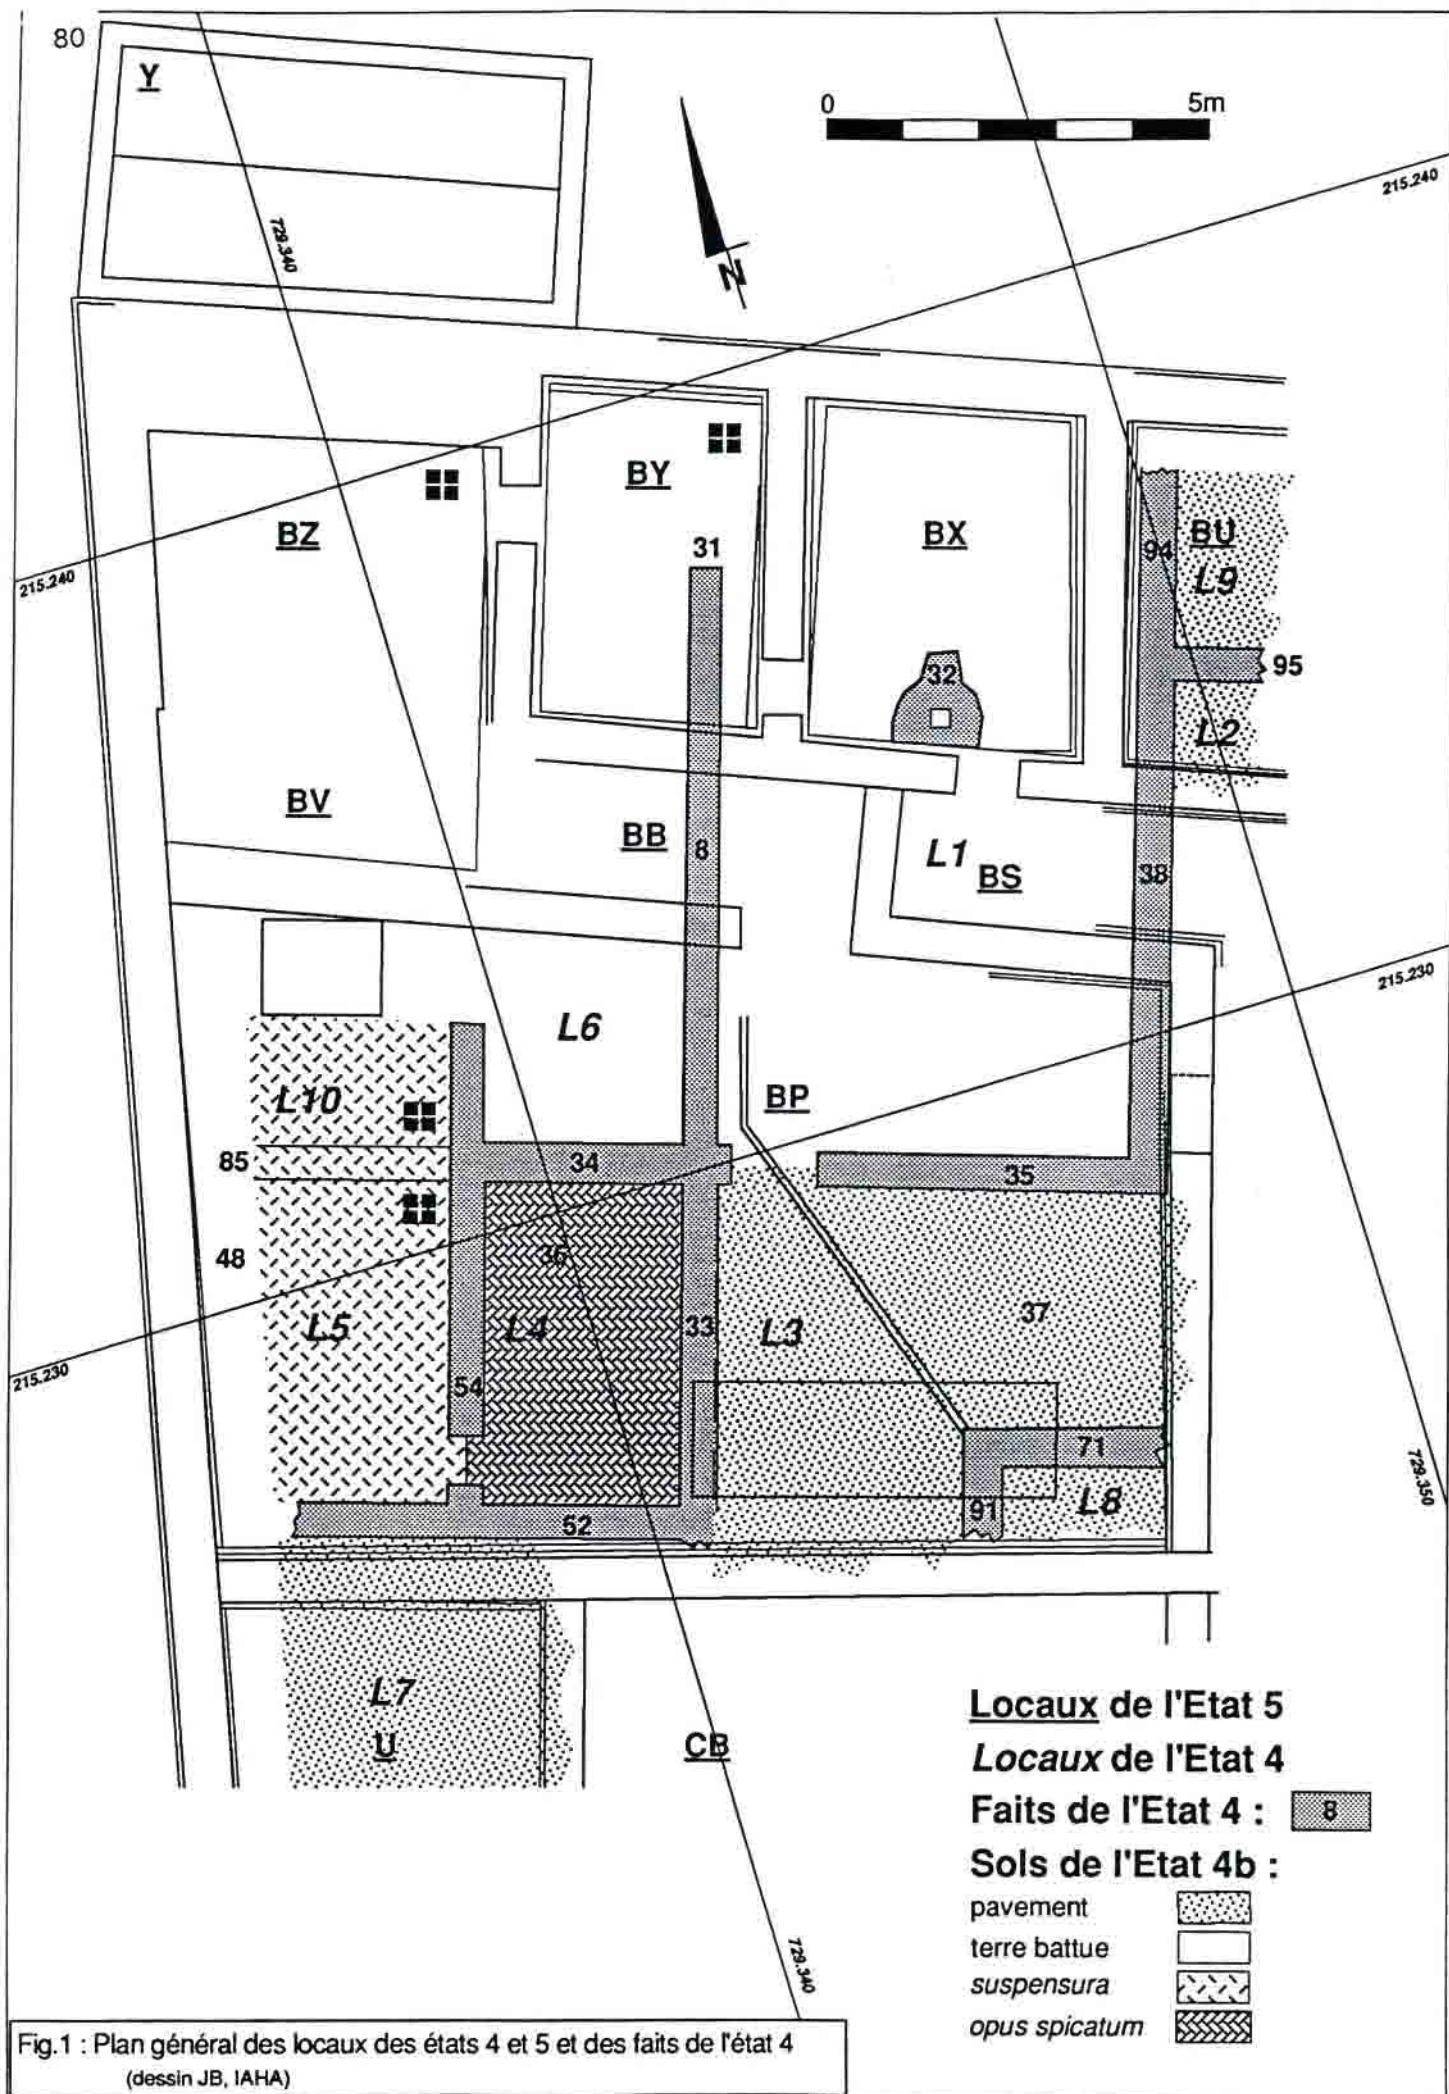 80
Y
0 5m
215.240
729.340
N
BY
BZ
BX
BU
31
94
L9
215.240
32
95
L2
BV
BB
8
L1
BS
38
215.230
L6
L10
BP
85
34
35
48
36
37
L5
L4
33
L3
215.230
54
71
729.350
91
L8
52
L7
U
CB
Locaux de l'Etat 5
Locaux de l'Etat 4
Faits de l'Etat 4 : 8
Sols de l'Etat 4b :
pavement
terre battue
suspensura
opus spicatum
729.340
Fig.1 : Plan général des locaux des états 4 et 5 et des faits de l'état 4
(dessin JB, IAHA)